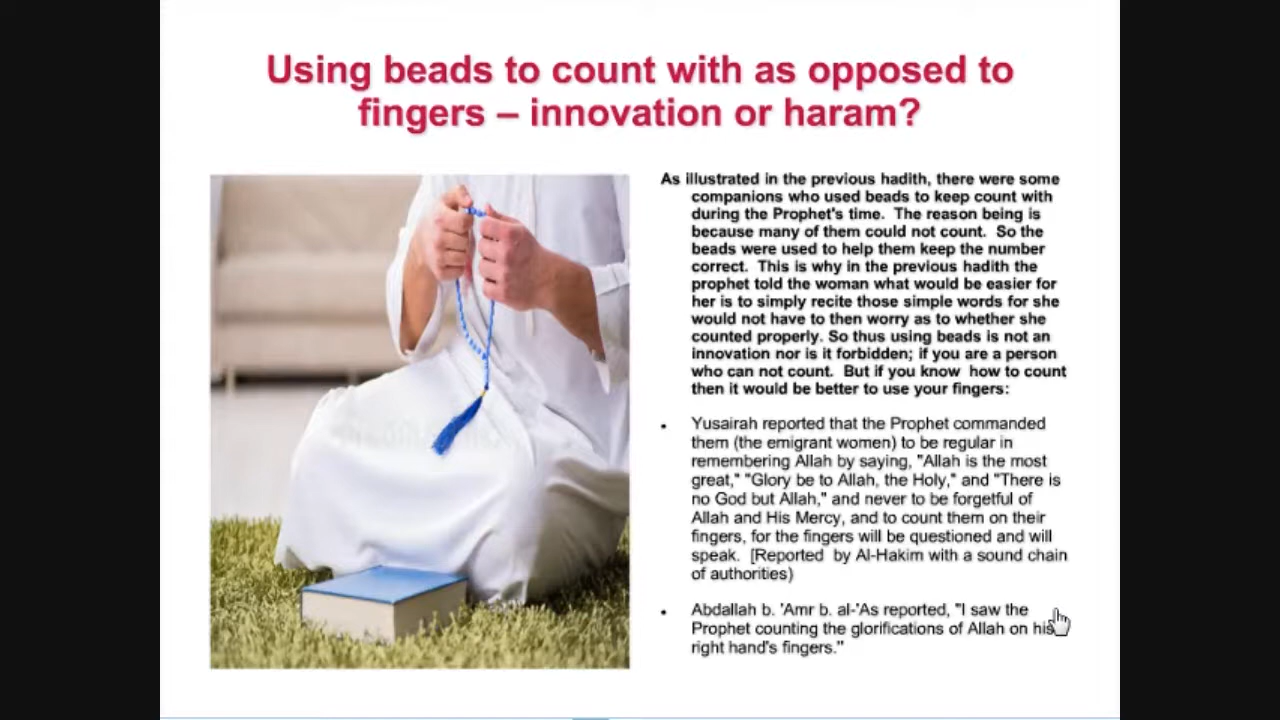 Using beads to count with as opposed to
fingers – innovation or haram?
As illustrated in the previous hadith, there were some
companions who used beads to keep count with
during the Prophet's time.  The reason being is
because many of them could not count.  So the
beads were used to help them keep the number
correct.  This is why in the previous hadith the
prophet told the woman what would be easier for
her is to simply recite those simple words for she
would not have to then worry as to whether she
counted properly. So thus using beads is not an
innovation nor is it forbidden; if you are a person
who can not count.  But if you know  how to count
then it would be better to use your fingers:
• Yusairah reported that the Prophet commanded
them (the emigrant women) to be regular in
remembering Allah by saying, "Allah is the most
great," "Glory be to Allah, the Holy," and "There is
no God but Allah," and never to be forgetful of
Allah and His Mercy, and to count them on their
fingers, for the fingers will be questioned and will
speak.  [Reported  by Al-Hakim with a sound chain
of authorities)
• Abdallah b. 'Amr b. al-'As reported, "I saw the
Prophet counting the glorifications of Allah on his
right hand's fingers."